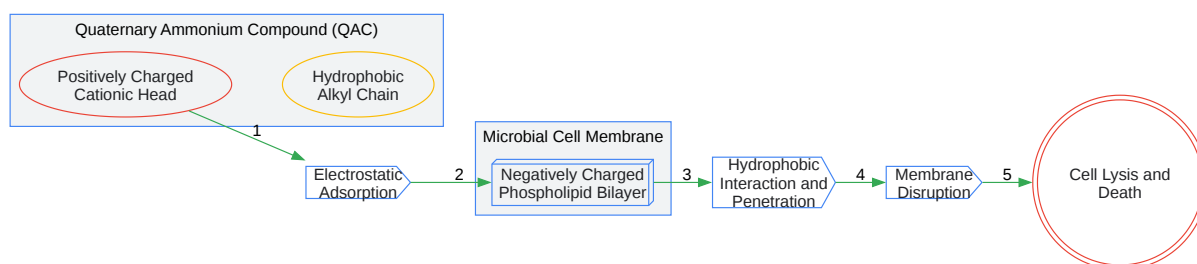 Quaternary Ammonium Compound (QAC)
Positively Charged
Cationic Head
Hydrophobic
Alkyl Chain
1
Electrostatic
Adsorption
2
Microbial Cell Membrane
Negatively Charged
Phospholipid Bilayer
3
Hydrophobic
Interaction and
Penetration
4
Membrane
Disruption
5
Cell Lysis and
Death